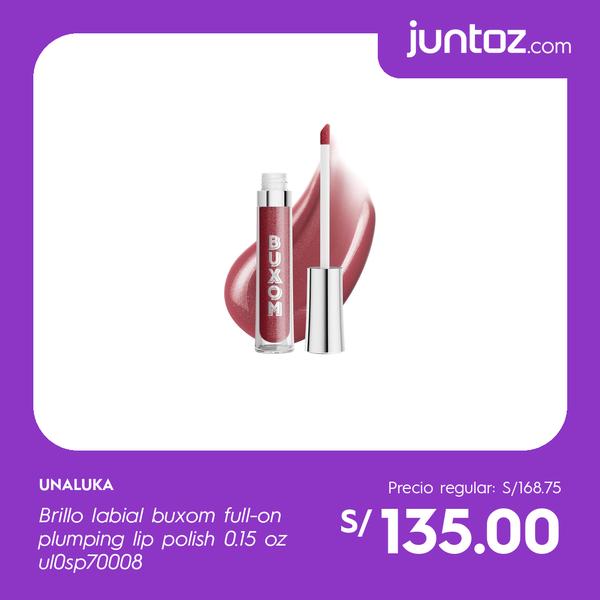 juntoz.com
BUXOM
UNALUKA
Brillo labial buxom full-on
plumping lip polish 0.15 oz
ul0sp70008
Precio regular: S/168.75
S/135.00